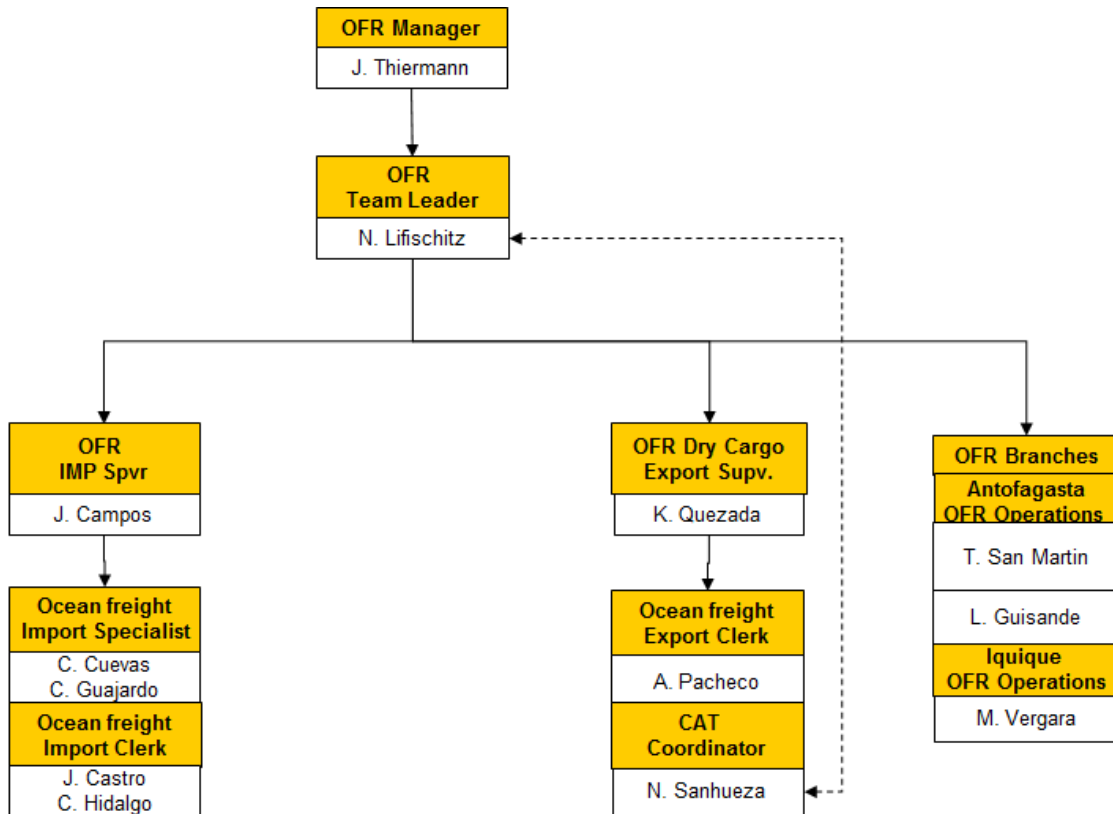 OFR Manager
J. Thiermann
OFR
Team Leader
N. Lifischitz
OFR
IMP Spvr
J. Campos
Ocean freight
Import Specialist
C. Cuevas
C. Guajardo
Ocean freight
Import Clerk
J. Castro
C. Hidalgo
OFR Dry Cargo
Export Supv.
K. Quezada
Ocean freight
Export Clerk
A. Pacheco
CAT
Coordinator
N. Sanhueza
OFR Branches
Antofagasta
OFR Operations
T. San Martin
L. Guisande
Iquique
OFR Operations
M. Vergara